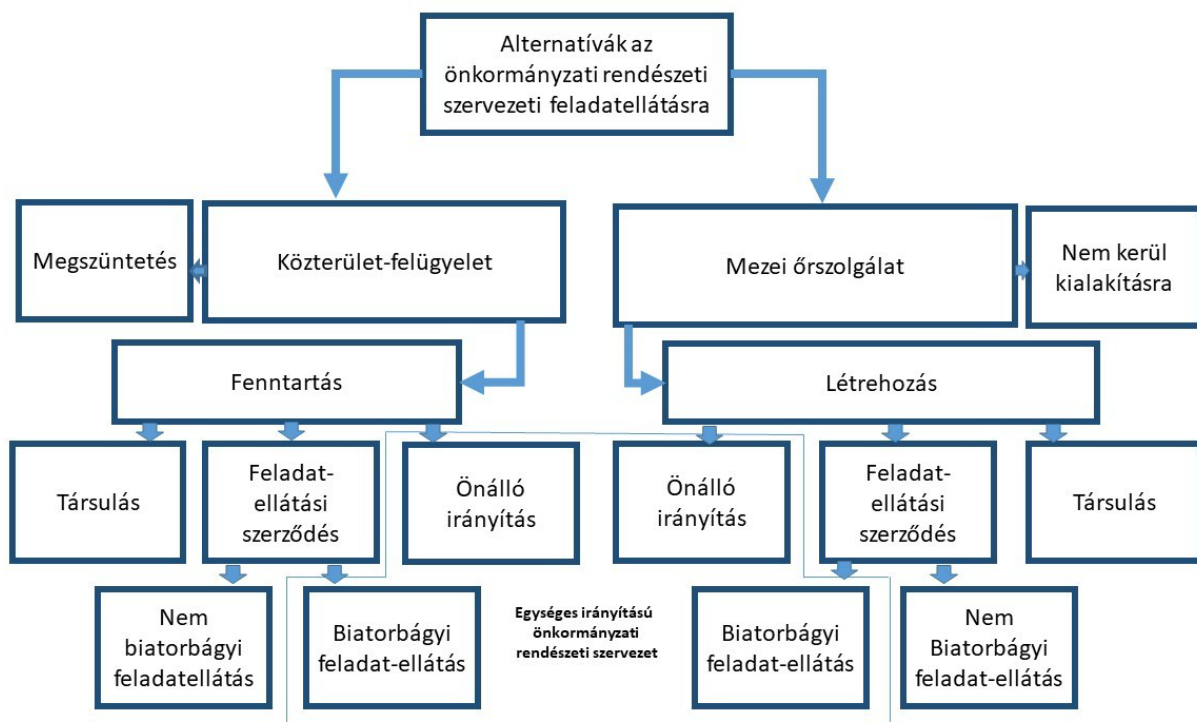 Alternatívák az
önkormányzati rendészeti
szervezeti feladatellátásra
Megszüntetés
Közterület-felügyelet
Mezei őrszolgálat
Nem kerül
kialakításra
Fenntartás
Létrehozás
Társulás
Feladat-
ellátási
szerződés
Önálló
irányítás
Önálló
irányítás
Feladat-
ellátási
szerződés
Társulás
Nem
biatorbágyi
feladatellátás
Biatorbágyi
feladat-ellátás
Egységes irányítású
önkormányzati
rendészeti szervezet
Biatorbágyi
feladat-ellátás
Nem
Biatorbágyi
feladat-ellátás